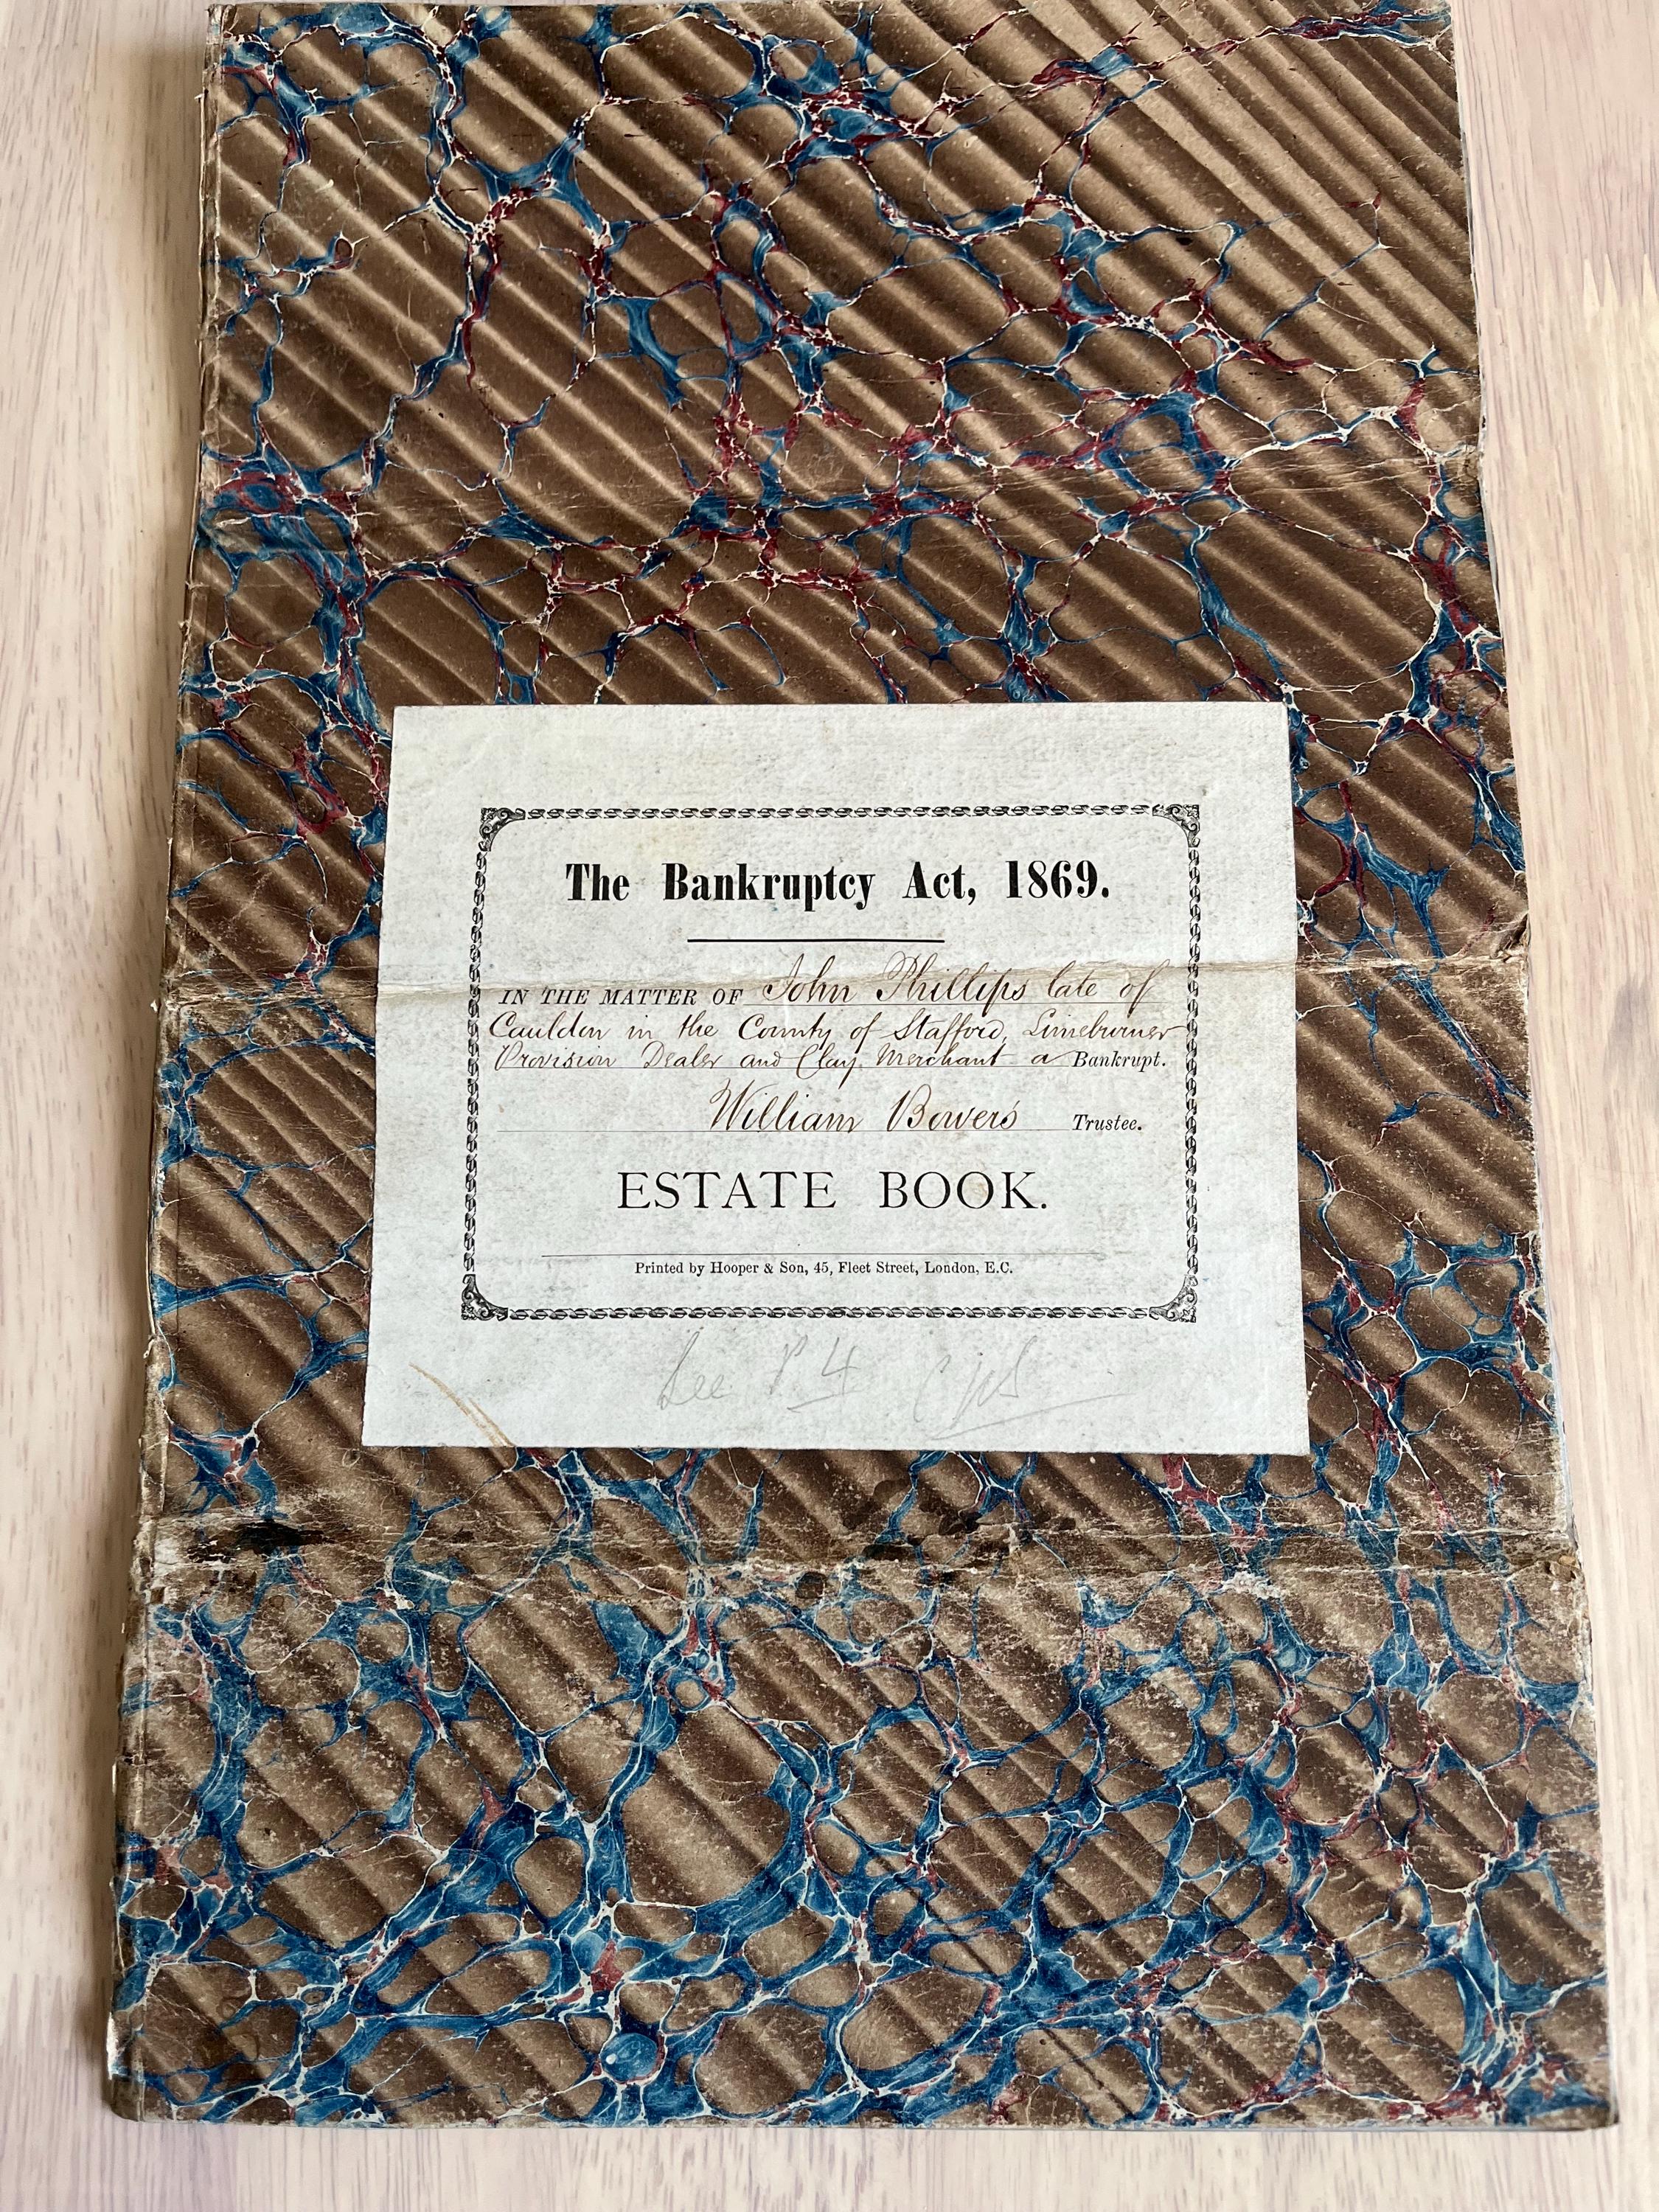 The Bankruptcy Act, 1869.
IN THE MATTER OF John Phillips late of
Cauldon in the County of Stafford, Limeburner
Provision Dealer and Clay Merchant a Bankrupt.
William Bowers Trustee.
ESTATE BOOK.
Printed by Hooper & Son, 45, Fleet Street, London, E.C.
See P 4